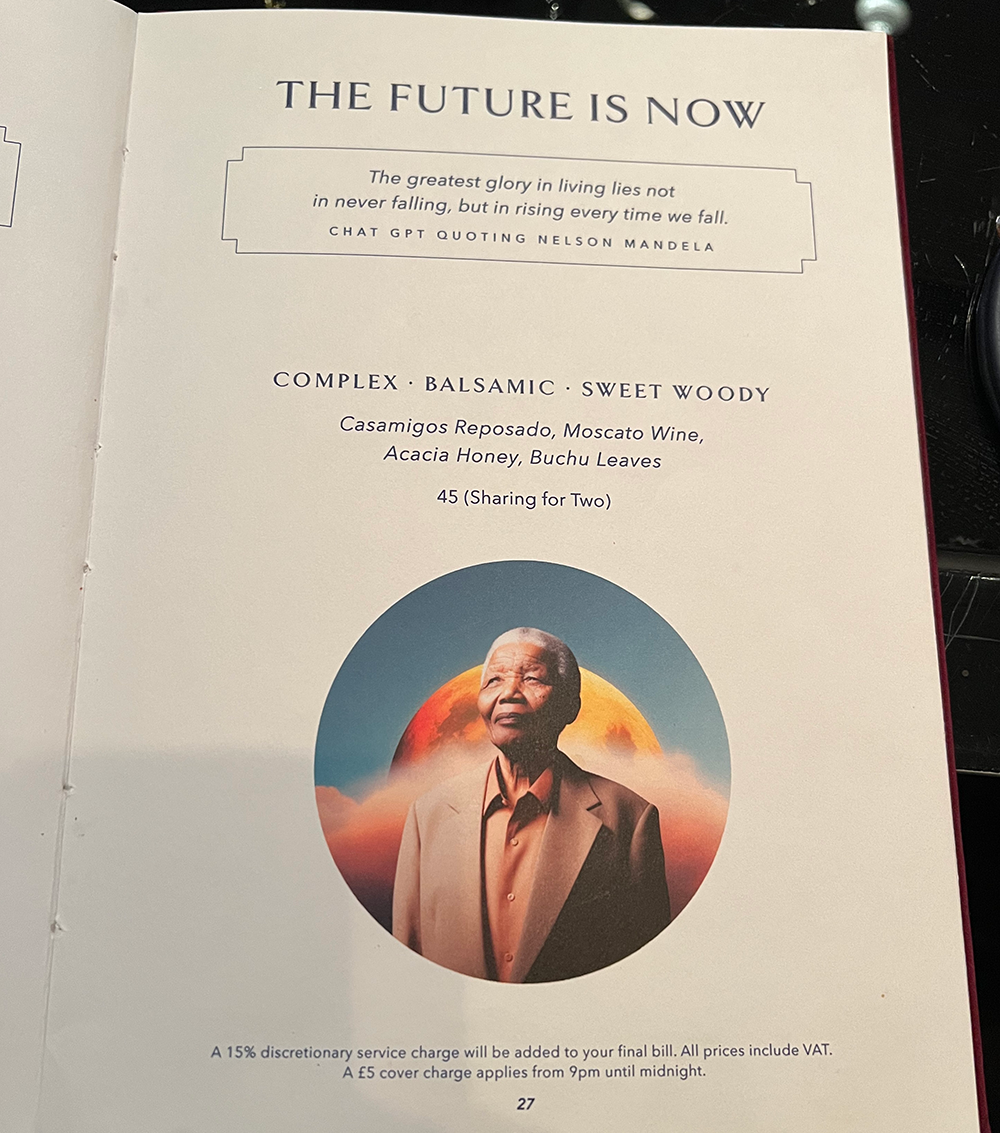 THE FUTURE IS NOW
The greatest glory in living lies not
in never falling, but in rising every time we fall.
CHAT GPT QUOTING NELSON MANDELA
COMPLEX · BALSAMIC · SWEET WOODY
Casamigos Reposado, Moscato Wine,
Acacia Honey, Buchu Leaves
45 (Sharing for Two)
A 15% discretionary service charge will be added to your final bill. All prices include VAT.
A £5 cover charge applies from 9pm until midnight.
27